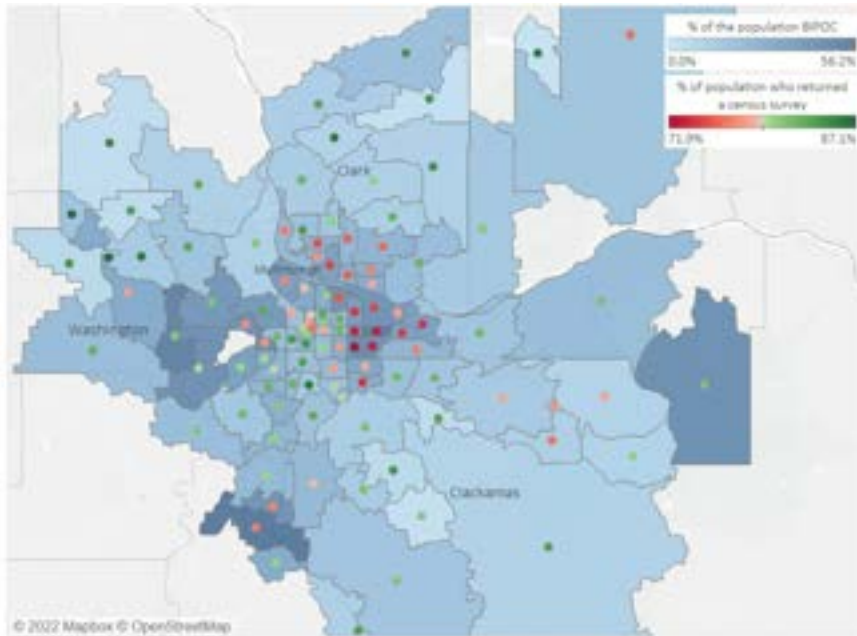 % of the population BIPOC
0.0% 56.2%
% of population who returned
a census survey
71.9% 87.1%
Clark
Washington
Clackamas
© 2022 Mapbox © OpenStreetMap